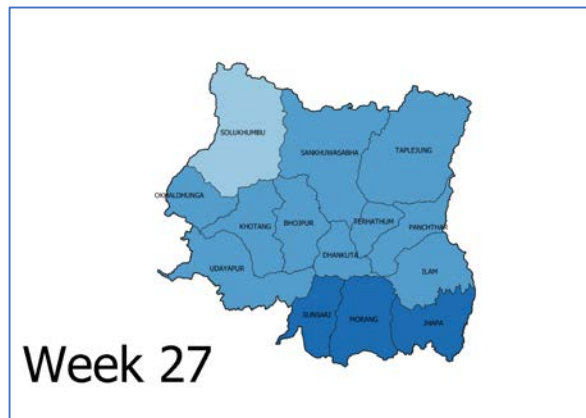 SOLUKHUMBU
SANKHUWASABHA
TAPLEJUNG
OKHALDHUNGA
KHOTANG
BHOJPUR
TERHATHUM
PANCHTHAR
DHANKUTA
UDAYAPUR
ILAM
SUNSARI
MORANG
JHAPA
Week 27